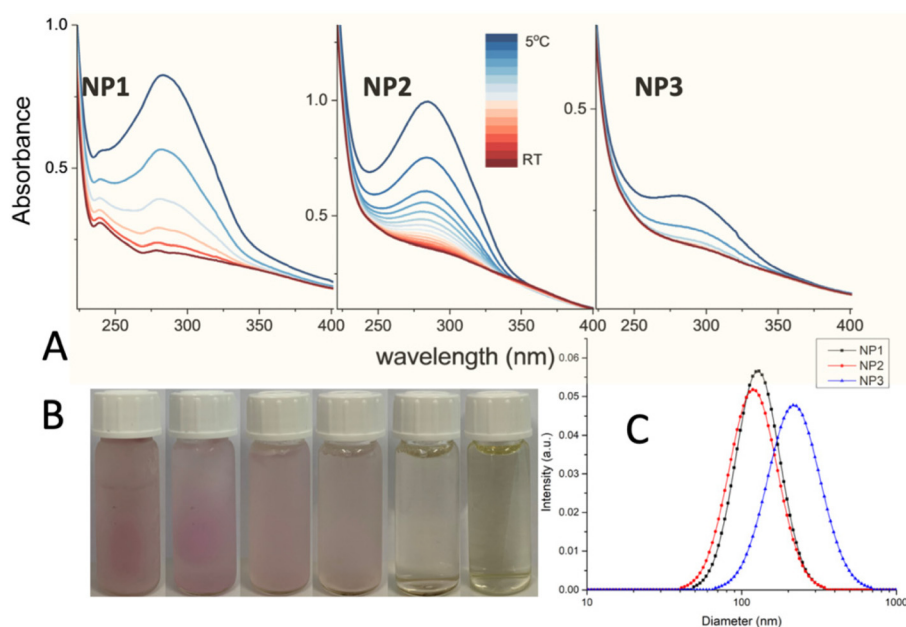 1.0
0.5
Absorbance
NP1
250 300 350 400
1.0
0.5
NP2
5°C
RT
250 300 350 400
0.5
NP3
250 300 350 400
wavelength (nm)
A
B
C
NP1
NP2
NP3
0.06
0.05
0.04
0.03
0.02
0.01
0.00
Intensity (a.u.)
10 100 1000
Diameter (nm)